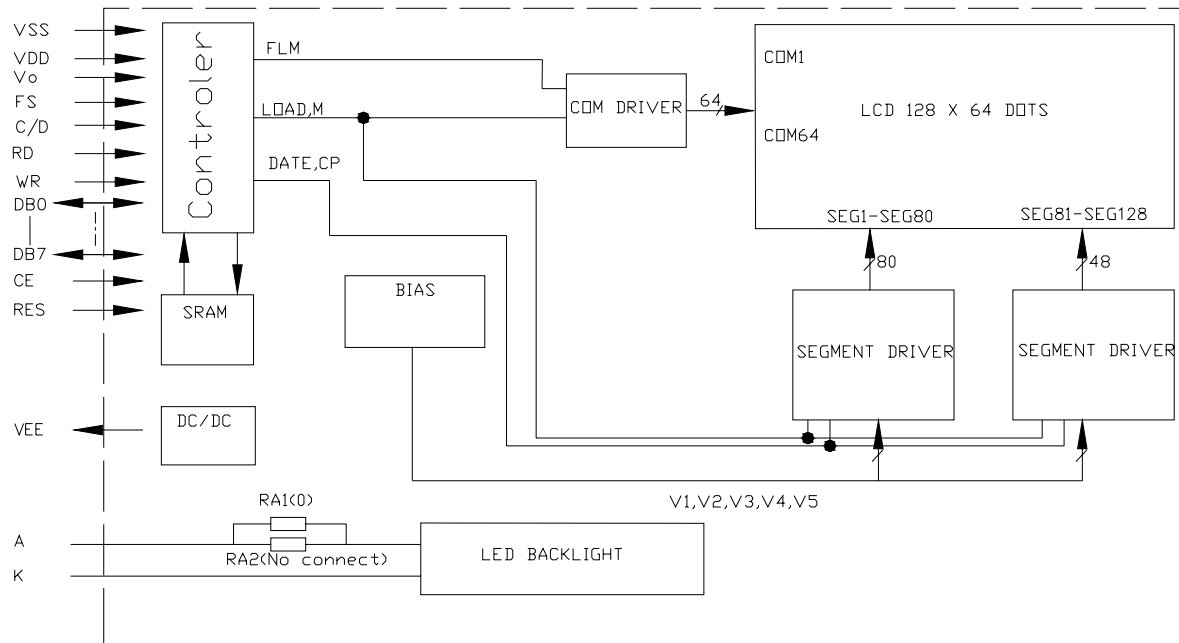 VSS
VDD
Vo
FS
C/D
RD
WR
DB0
DB7
CE
RES
VEE
A
K
Controler
SRAM
DC/DC
FLM
LOAD,M
DATE,CP
BIAS
COM DRIVER
64
COM1
LCD 128 X 64 DOTS
COM64
SEG1-SEG80
SEG81-SEG128
80
48
SEGMENT DRIVER
SEGMENT DRIVER
V1,V2,V3,V4,V5
RA1(0)
RA2(No connect)
LED BACKLIGHT